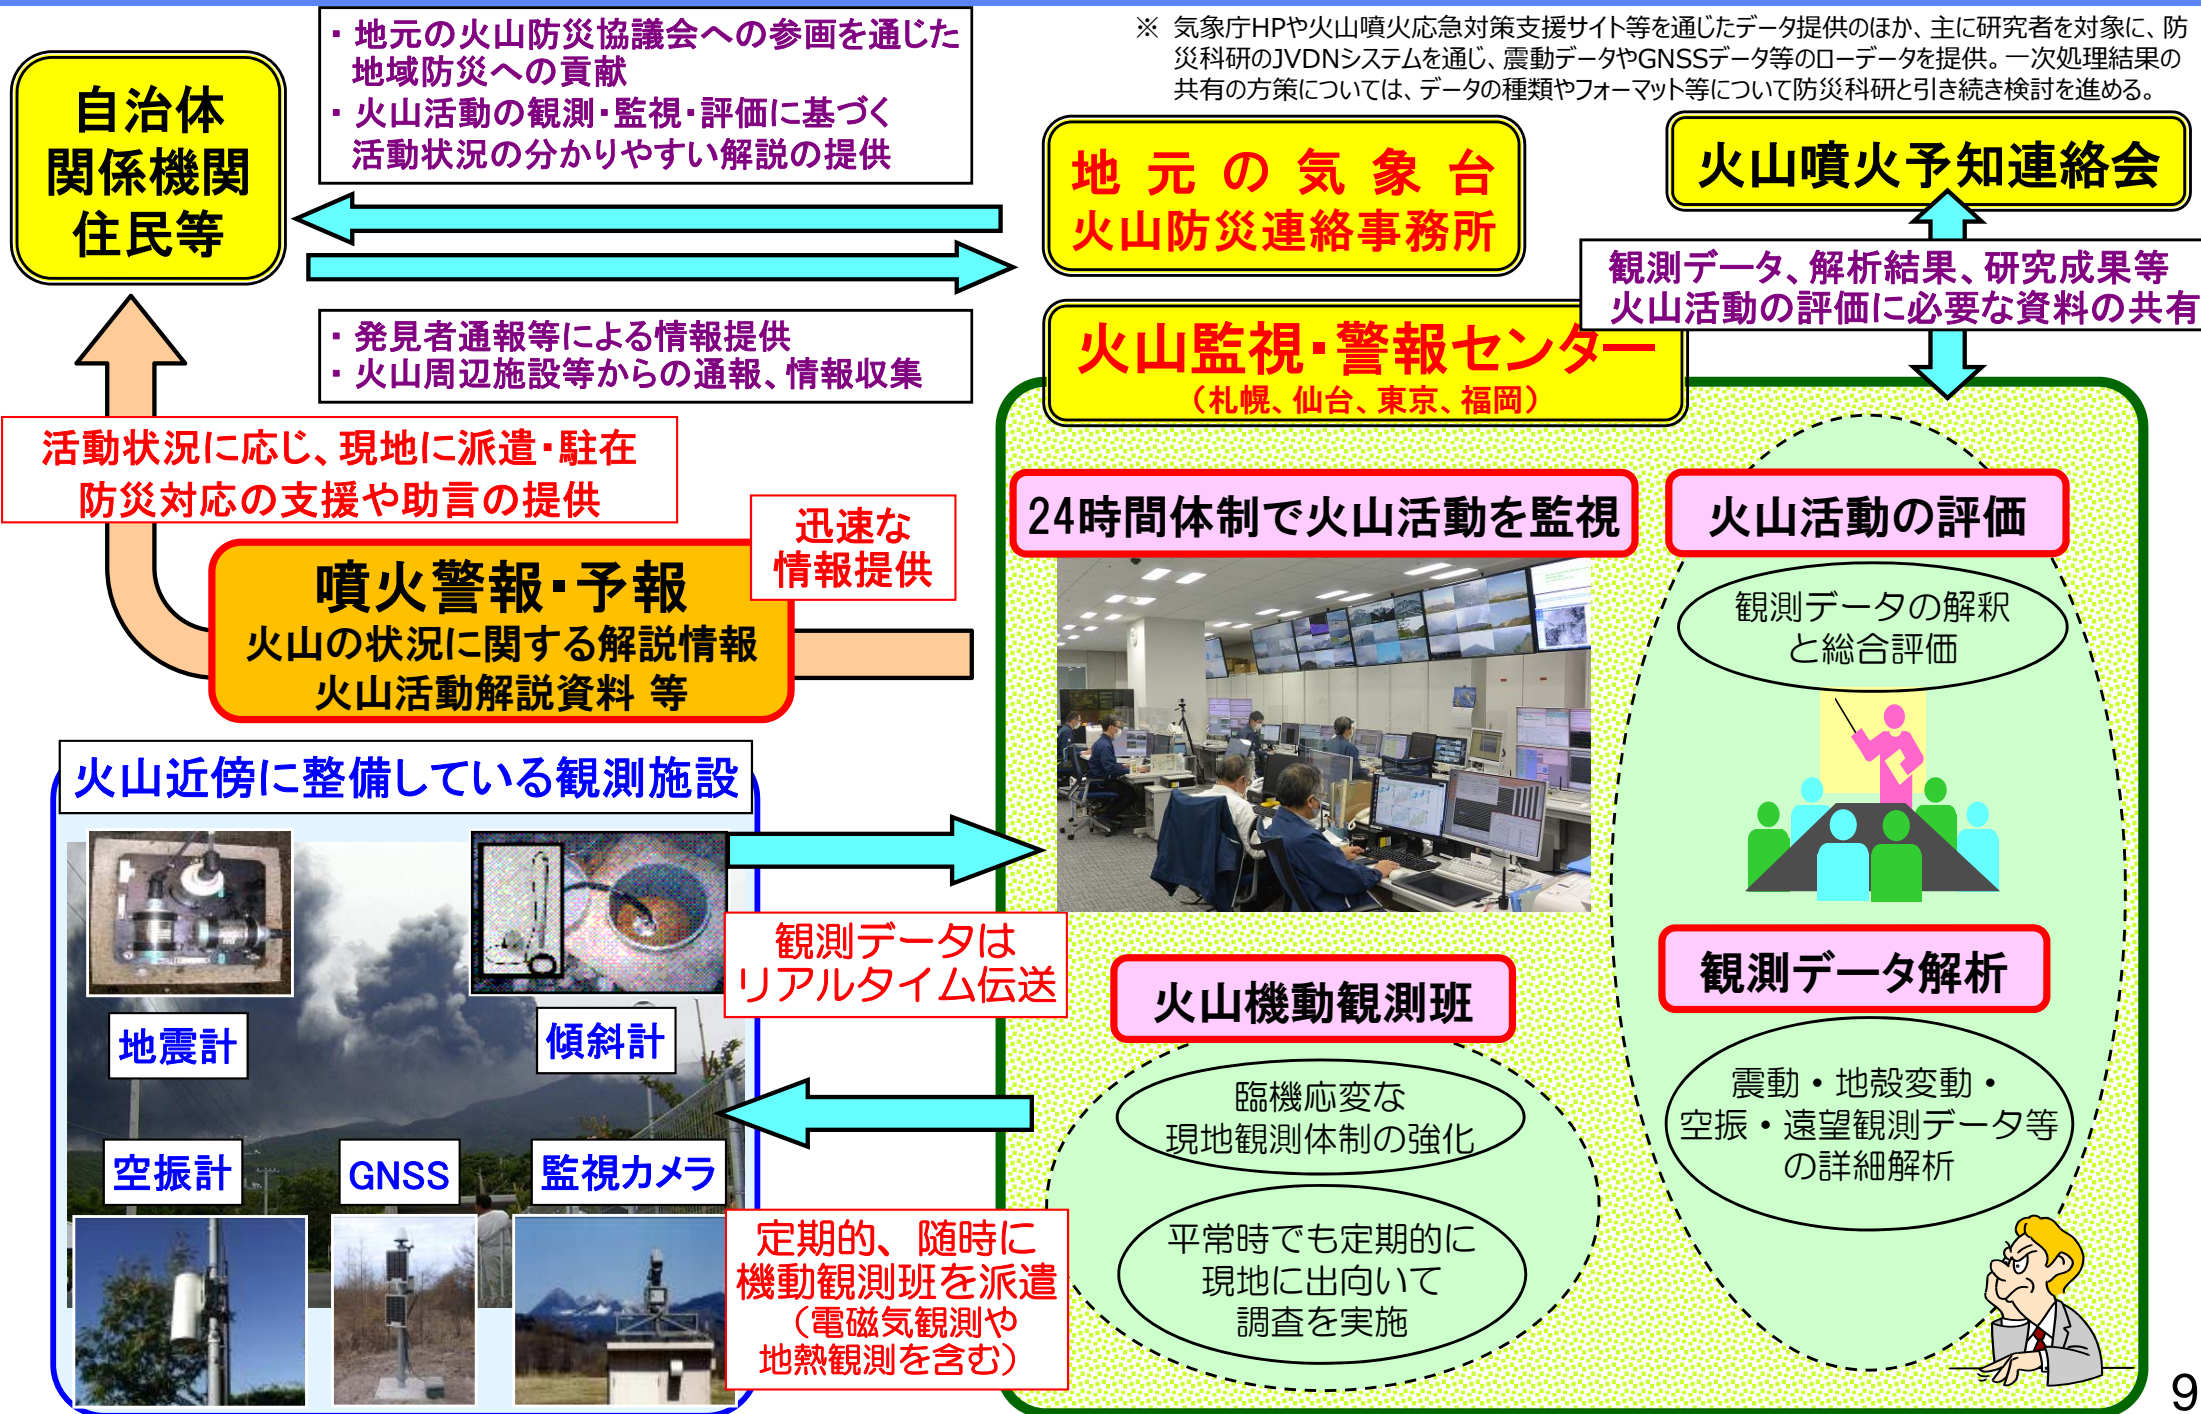 ※ 気象庁HPや火山噴火応急対策支援サイト等を通じたデータ提供のほか、主に研究者を対象に、防
災科研のJVDNシステムを通じ、震動データやGNSSデータ等のローデータを提供。一次処理結果の
共有の方策については、データの種類やフォーマット等について防災科研と引き続き検討を進める。
自治体
関係機関
住民等
・地元の火山防災協議会への参画を通じた
地域防災への貢献
・火山活動の観測・監視・評価に基づく
活動状況の分かりやすい解説の提供
地元の気象台
火山防災連絡事務所
火山噴火予知連絡会
観測データ、解析結果、研究成果等
火山活動の評価に必要な資料の共有
・発見者通報等による情報提供
・火山周辺施設等からの通報、情報収集
火山監視・警報センター
（札幌、仙台、東京、福岡）
活動状況に応じ、現地に派遣・駐在
防災対応の支援や助言の提供
迅速な
情報提供
噴火警報・予報
火山の状況に関する解説情報
火山活動解説資料 等
24時間体制で火山活動を監視
火山活動の評価
観測データの解釈
と総合評価
火山近傍に整備している観測施設
地震計
傾斜計
空振計
GNSS
監視カメラ
観測データは
リアルタイム伝送
定期的、随時に
機動観測班を派遣
（電磁気観測や
地熱観測を含む）
火山機動観測班
臨機応変な
現地観測体制の強化
平常時でも定期的に
現地に出向いて
調査を実施
観測データ解析
震動・地殻変動・
空振・遠望観測データ等
の詳細解析
9